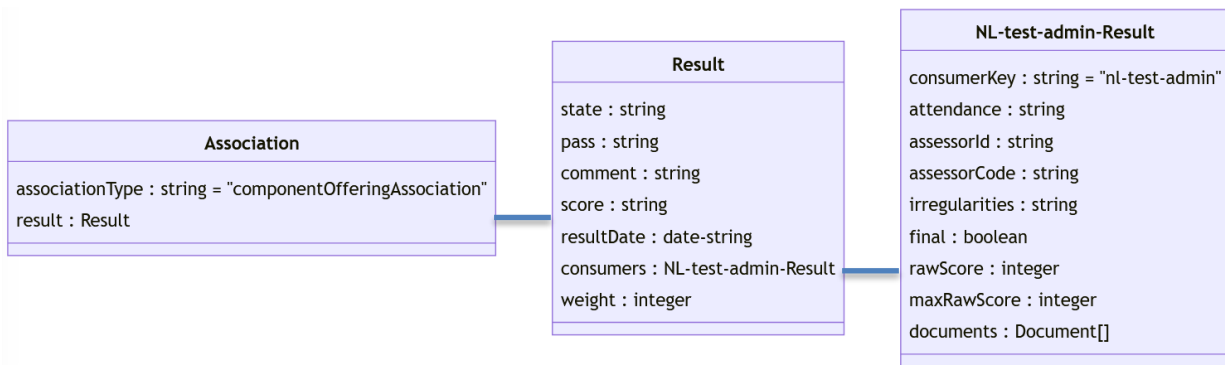 Association
associationType : string = "componentOfferingAssociation"
result : Result
Result
state : string
pass : string
comment : string
score : string
resultDate : date-string
consumers : NL-test-admin-Result
weight : integer
NL-test-admin-Result
consumerKey : string = "nl-test-admin"
attendance : string
assessorId : string
assessorCode : string
irregularities : string
final : boolean
rawScore : integer
maxRawScore : integer
documents : Document[]